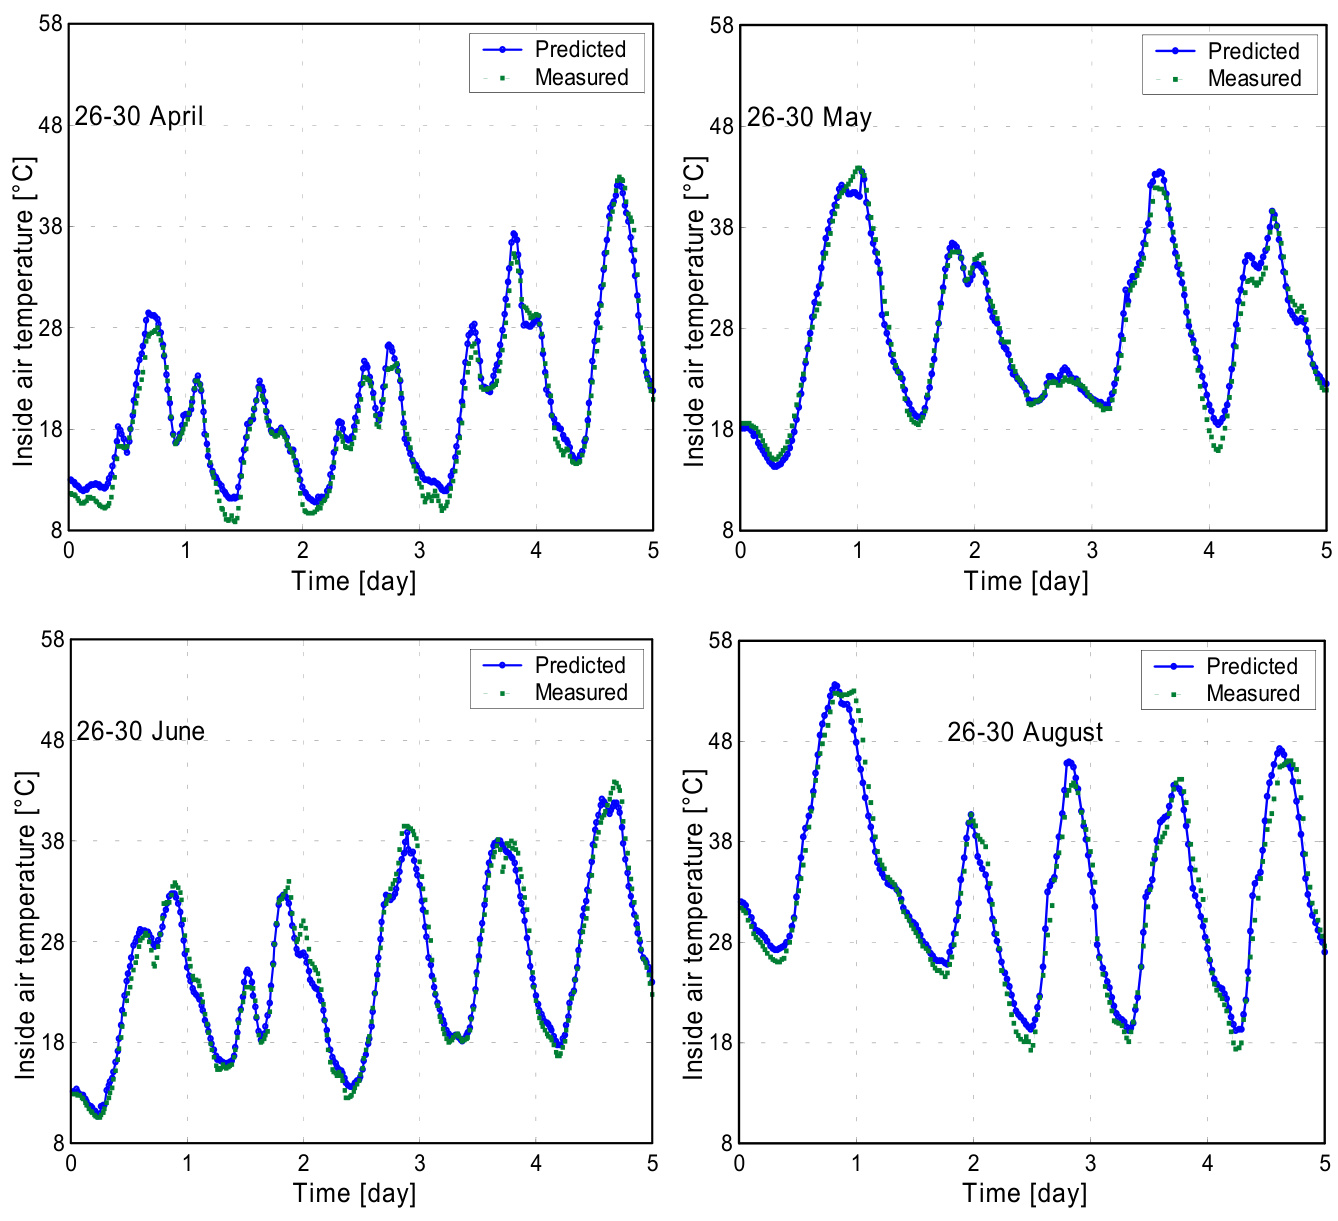 58
48
38
28
18
8
Inside air temperature [°C]
Predicted
Measured
26-30 April
0 1 2 3 4 5
Time [day]
58
48
38
28
18
8
Inside air temperature [°C]
Predicted
Measured
26-30 May
0 1 2 3 4 5
Time [day]
58
48
38
28
18
8
Inside air temperature [°C]
Predicted
Measured
26-30 June
0 1 2 3 4 5
Time [day]
58
48
38
28
18
8
Inside air temperature [°C]
Predicted
Measured
26-30 August
0 1 2 3 4 5
Time [day]